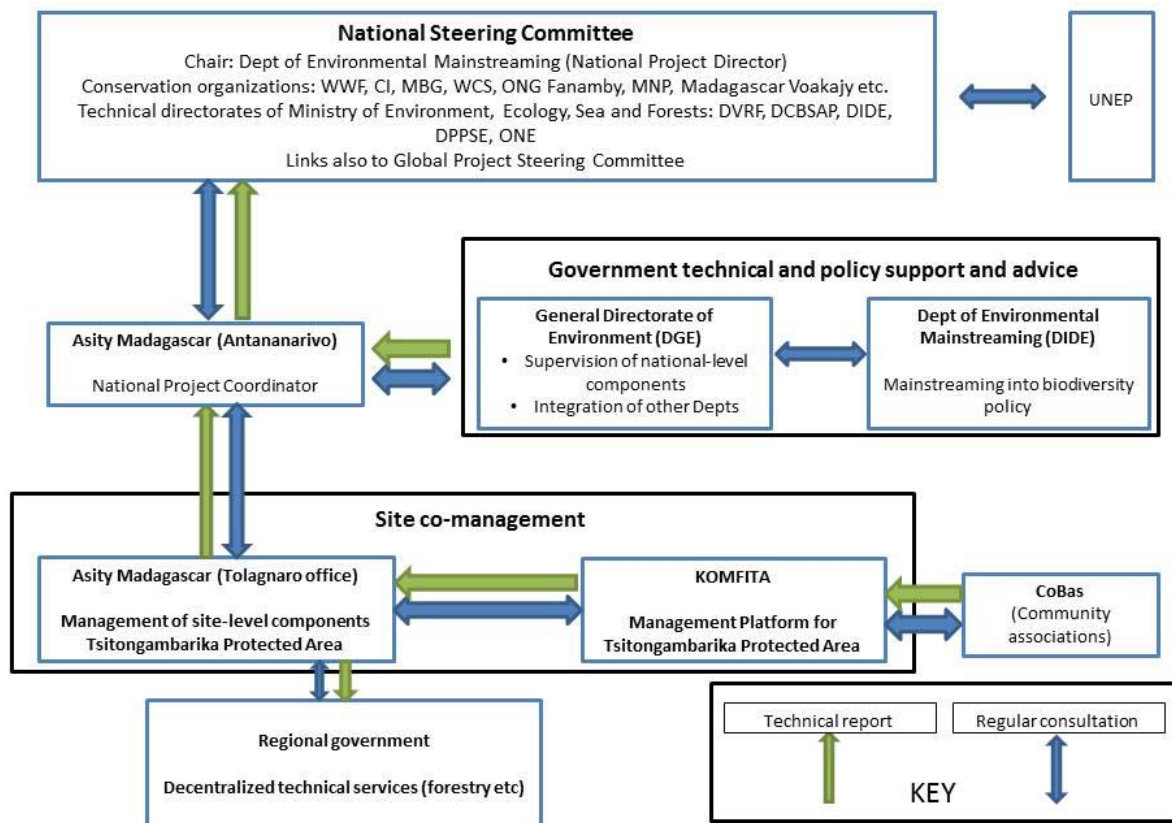 National Steering Committee
Chair: Dept of Environmental Mainstreaming (National Project Director)
Conservation organizations: WWF, CI, MBG, WCS, ONG Fanamby, MNP, Madagascar Voakajy etc.
Technical directorates of Ministry of Environment, Ecology, Sea and Forests: DVRF, DCBSAP, DIDE,
DPPSE, ONE
Links also to Global Project Steering Committee
UNEP
Government technical and policy support and advice
General Directorate of
Environment (DGE)
• Supervision of national-level
components
• Integration of other Depts
Dept of Environmental
Mainstreaming (DIDE)
Mainstreaming into biodiversity
policy
Asity Madagascar (Antananarivo)
National Project Coordinator
Site co-management
Asity Madagascar (Tolagnaro office)
Management of site-level components
Tsitongambarika Protected Area
KOMFITA
Management Platform for
Tsitongambarika Protected Area
CoBas
(Community
associations)
Regional government
Decentralized technical services (forestry etc)
Technical report
Regular consultation
KEY